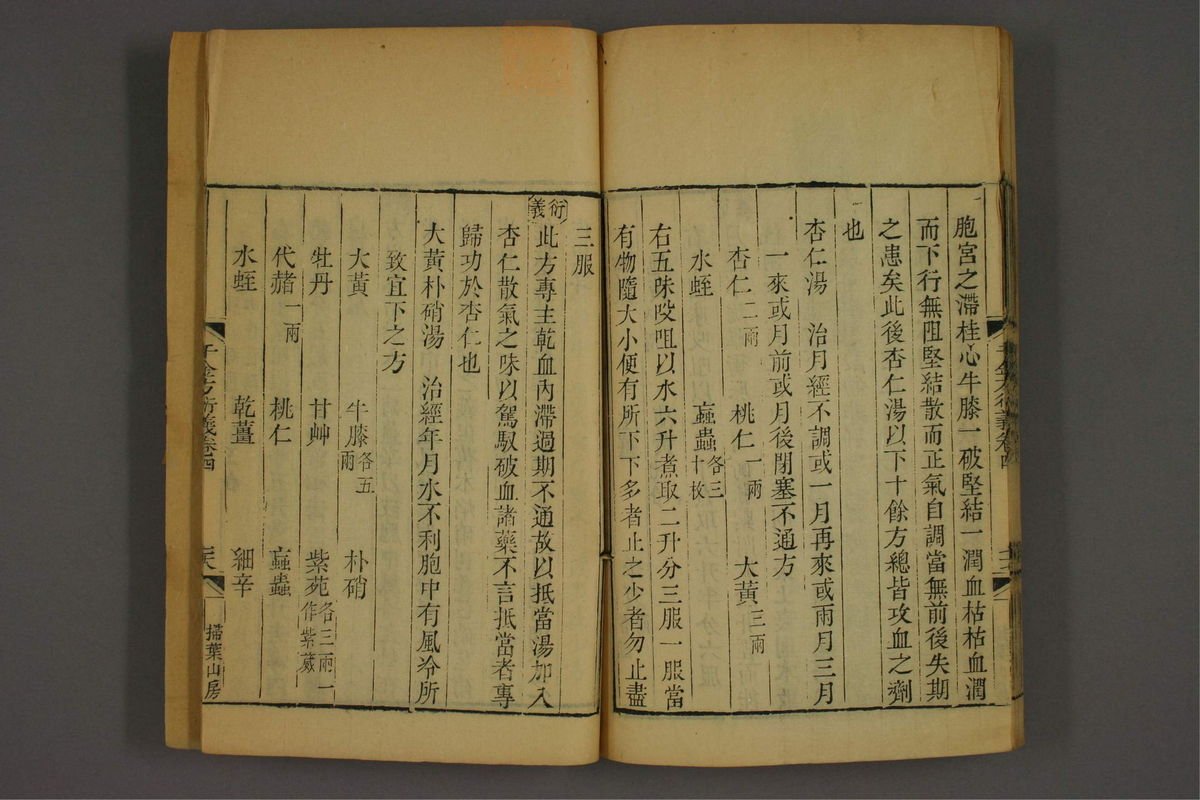 胞宮之滯桂心牛膝一破堅結一潤血枯枯血潤
而下行無阻堅結散而正氣自調當無前後失期
之患矣此後杏仁湯以下十餘方總皆攻血之劑
也
杏仁湯 治月經不調或一月再來或兩月三月
一來或月前或月後閉塞不通方
杏仁二兩 桃仁一兩 大黃三兩
水蛭 䗪蟲各三十枚
右五味㕮咀以水六升煮取二升分三服一服當
有物隨大小便有所下下多者止之少者勿止盡
三服
衍義 此方專主乾血內滯過期不通故以抵當湯加入
杏仁散氣之味以駕馭破血諸藥不言抵當者專
歸功於杏仁也
大黃朴硝湯 治經年月水不利胞中有風冷所
致宜下之方
大黃 牛膝各五兩 朴硝
牡丹 甘艸 紫苑各三兩一作紫葳
代赭一兩 桃仁 䗪蟲
水蛭 乾薑 細辛
千金方衍義卷四 二六 掃葉山房